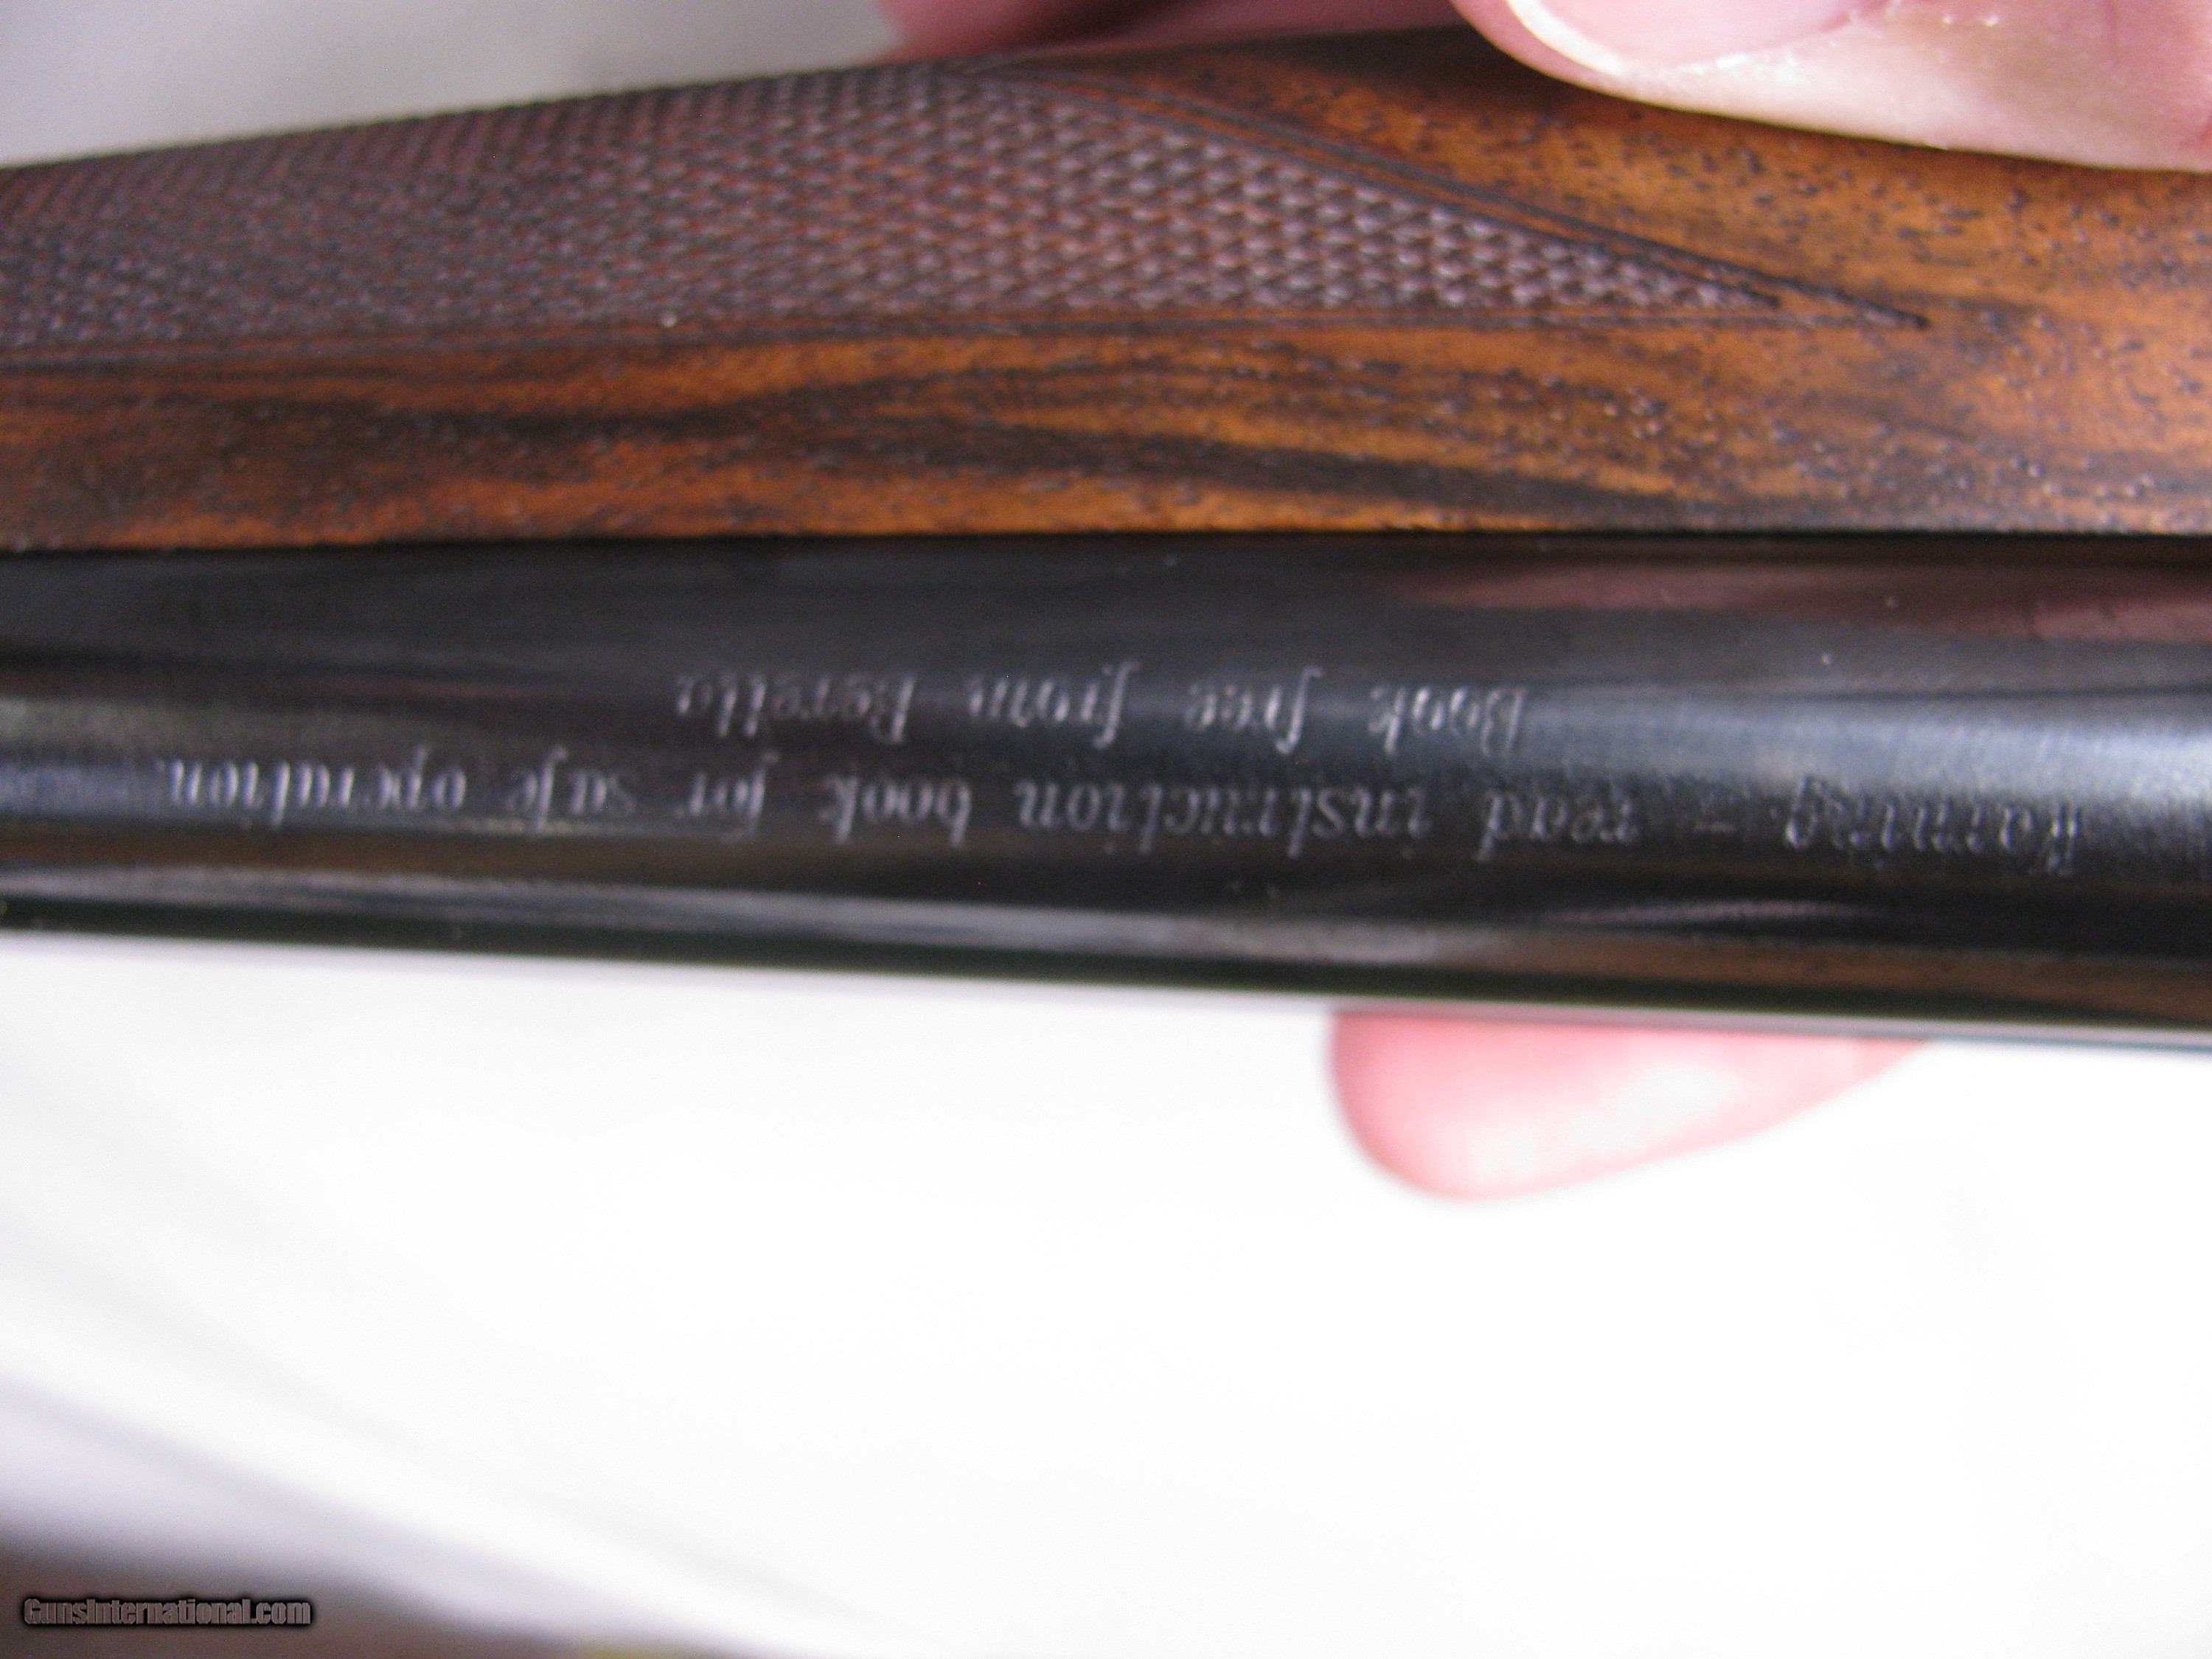 Warning - read instruction book for safe operation.
Book free from Beretta
GunsInternational.com